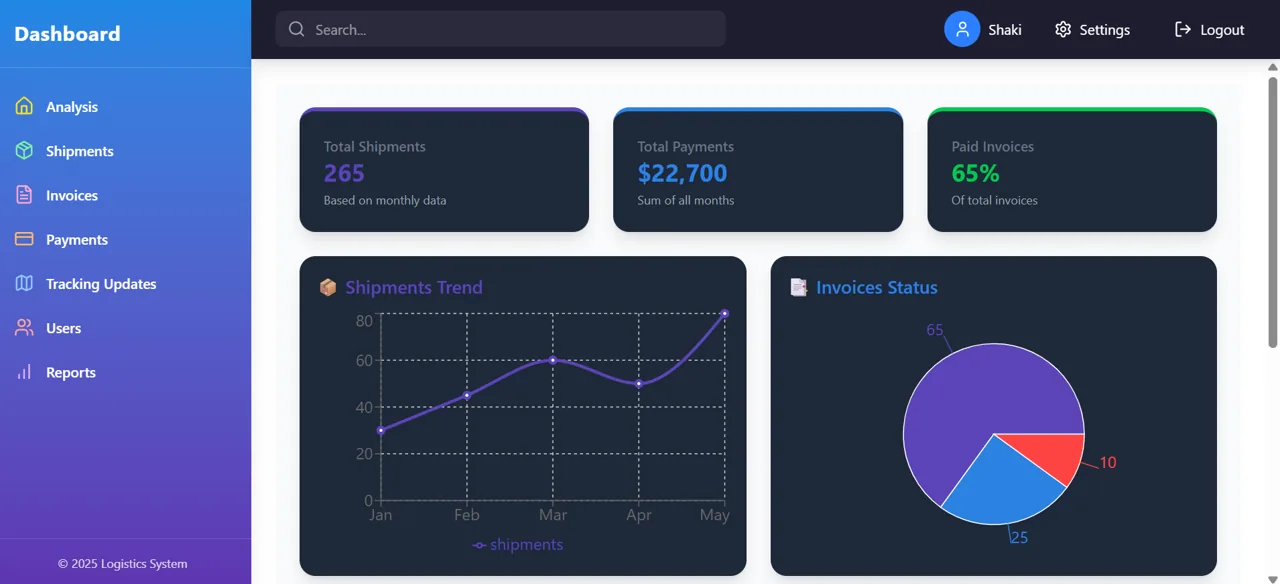 Dashboard
Search...
Shaki
Settings
Logout
Analysis
Shipments
Invoices
Payments
Tracking Updates
Users
Reports
© 2025 Logistics System
Total Shipments
265
Based on monthly data
Total Payments
$22,700
Sum of all months
Paid Invoices
65%
Of total invoices
Shipments Trend
80
60
40
20
0
Jan Feb Mar Apr May
shipments
Invoices Status
65
10
25